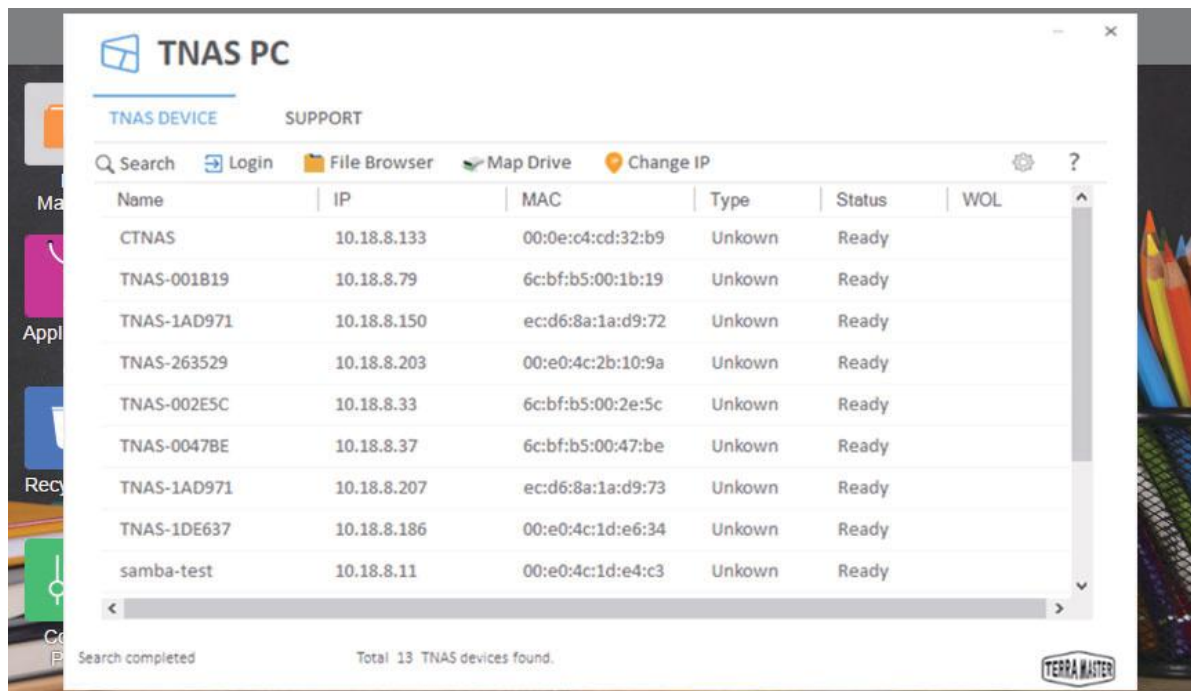 TNAS PC
TNAS DEVICE SUPPORT
Search Login File Browser Map Drive Change IP ?
Name IP MAC Type Status WOL
CTNAS 10.18.8.133 00:0e:c4:cd:32:b9 Unkown Ready
TNAS-001B19 10.18.8.79 6c:bf:b5:00:1b:19 Unkown Ready
TNAS-1AD971 10.18.8.150 ec:d6:8a:1a:d9:72 Unkown Ready
TNAS-263529 10.18.8.203 00:e0:4c:2b:10:9a Unkown Ready
TNAS-002E5C 10.18.8.33 6c:bf:b5:00:2e:5c Unkown Ready
TNAS-0047BE 10.18.8.37 6c:bf:b5:00:47:be Unkown Ready
TNAS-1AD971 10.18.8.207 ec:d6:8a:1a:d9:73 Unkown Ready
TNAS-1DE637 10.18.8.186 00:e0:4c:1d:e6:34 Unkown Ready
samba-test 10.18.8.11 00:e0:4c:1d:e4:c3 Unkown Ready
Search completed Total 13 TNAS devices found.
TERRA MASTER
Ma
Appl
Recy
Co
P